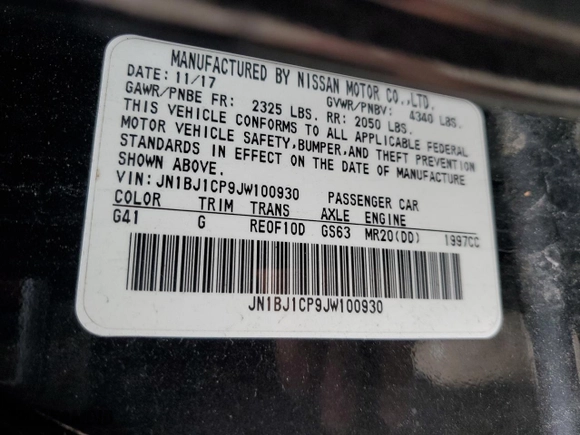 MANUFACTURED BY NISSAN MOTOR CO.,LTD.
DATE: 11/17 GVWR/PNBV: 4340 LBS.
GAWR/PNBE FR: 2325 LBS. RR: 2050 LBS.
THIS VEHICLE CONFORMS TO ALL APPLICABLE FEDERAL
MOTOR VEHICLE SAFETY,BUMPER,AND THEFT PREVENTION
STANDARDS IN EFFECT ON THE DATE OF MANUFACTURE
SHOWN ABOVE.
VIN: JN1BJ1CP9JW100930 PASSENGER CAR
COLOR TRIM TRANS AXLE ENGINE
G41 G RE0F10D GS63 MR20(DD) 1997CC
JN1BJ1CP9JW100930